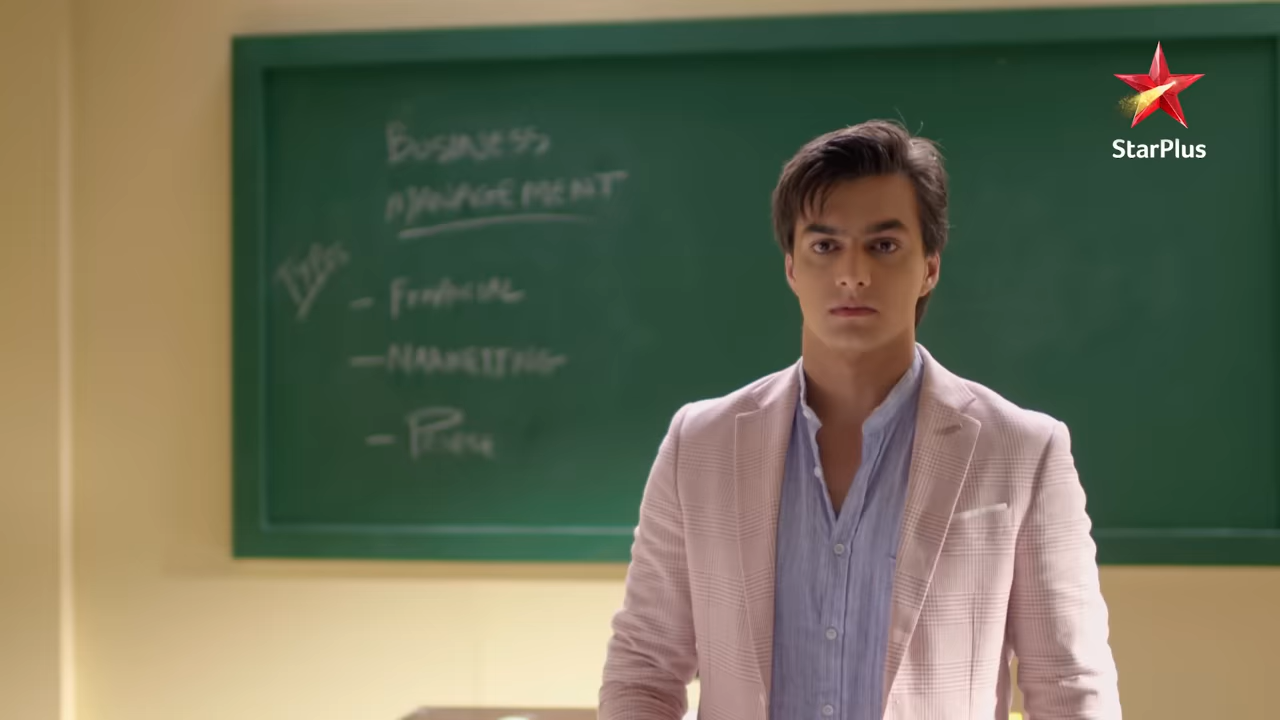 StarPlus
BUSINESS
MANAGEMENT
TYPES
- FINANCIAL
- MARKETING